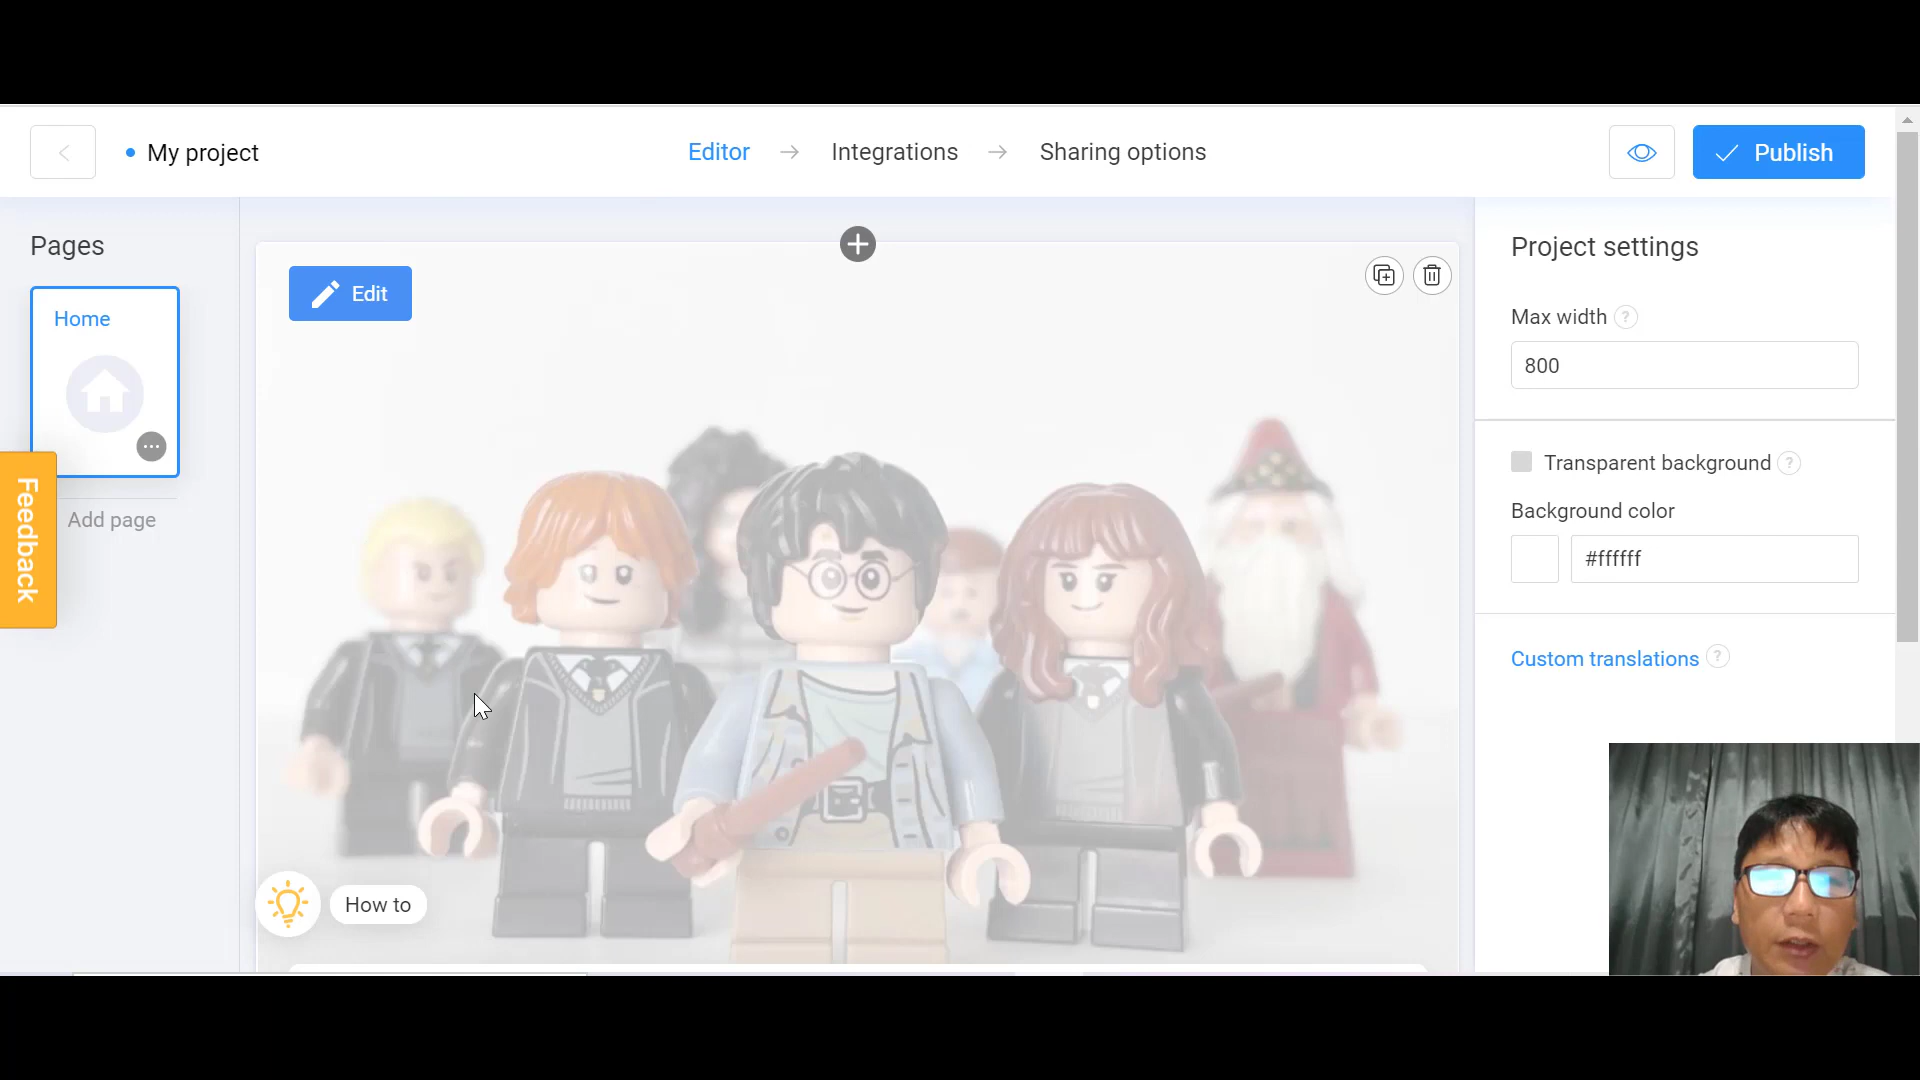 My project
Editor
Integrations
Sharing options
Publish
Pages
Home
Add page
Feedback
Edit
How to
Project settings
Max width ?
800
Transparent background ?
Background color
#ffffff
Custom translations ?